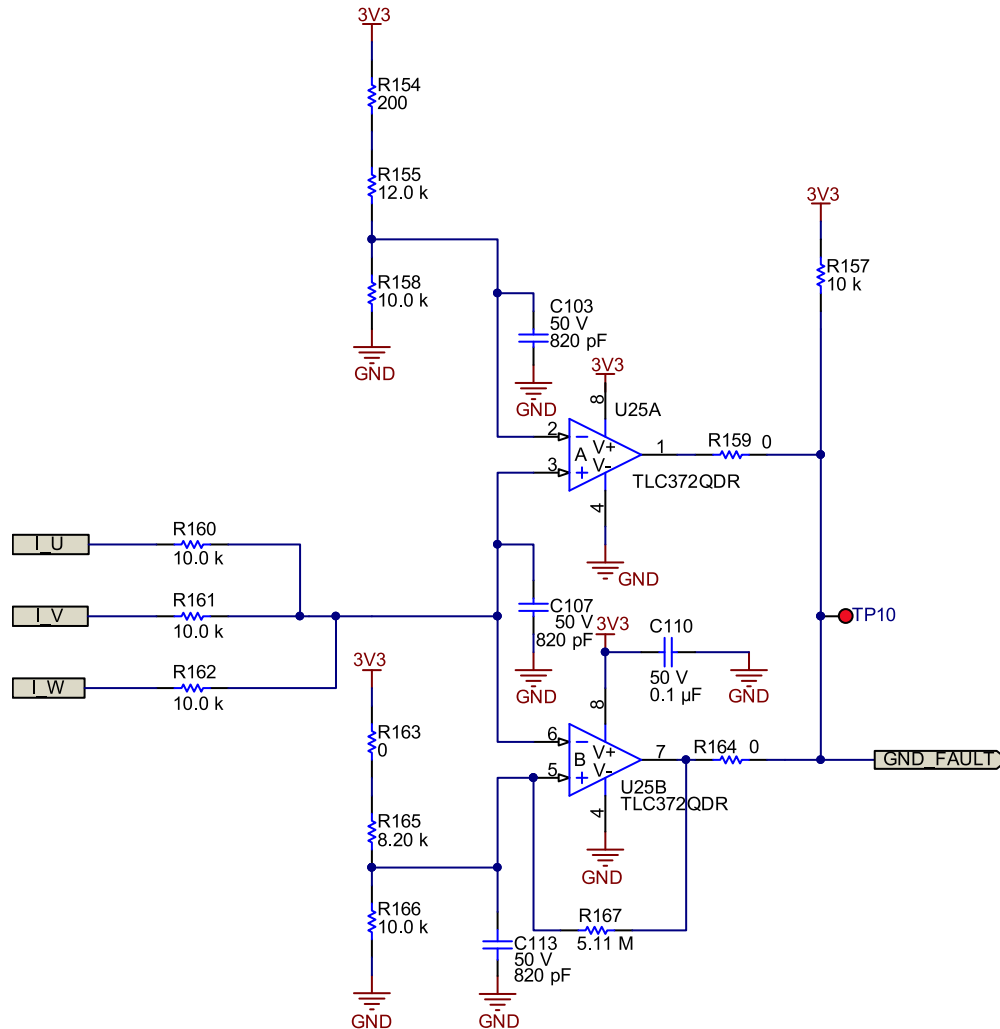 3V3
R154
200
R155
12.0 k
R158
10.0 k
GND
C103
50 V
820 pF
GND
3V3
R157
10 k
3V3
8
U25A
2
V+
A
V-
3
1
R159 0
TLC372QDR
4
GND
I_U
R160
10.0 k
I_V
R161
10.0 k
I_W
R162
10.0 k
C107
50 V
820 pF
GND
TP10
3V3
C110
50 V
0.1 µF
GND
3V3
R163
0
R165
8.20 k
R166
10.0 k
GND
8
6
V+
B
V-
5
7
R164 0
GND_FAULT
U25B
TLC372QDR
4
GND
R167
5.11 M
C113
50 V
820 pF
GND